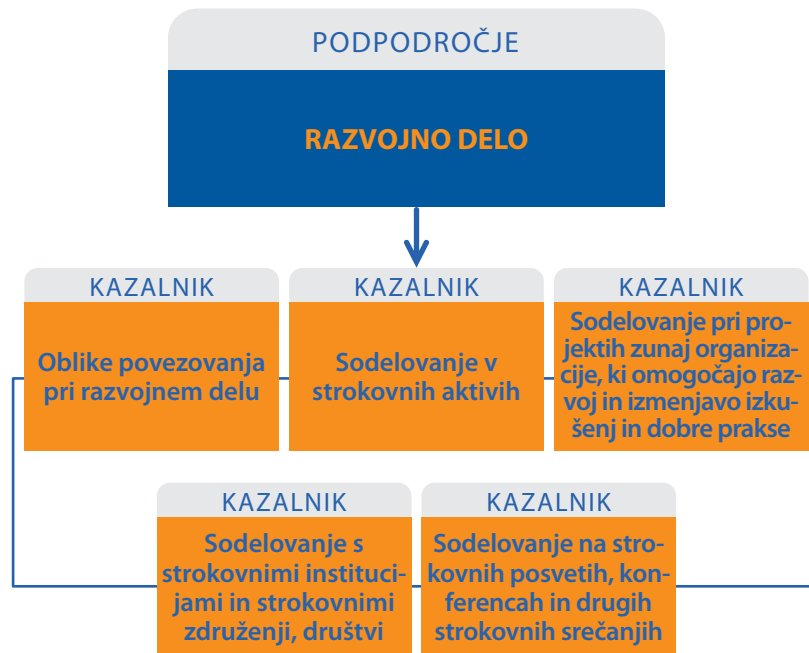 PODPODROČJE
RAZVOJNO DELO
KAZALNIK
Oblike povezovanja
pri razvojnem delu
KAZALNIK
Sodelovanje v
strokovnih aktivih
KAZALNIK
Sodelovanje pri pro-
jektih zunaj organiza-
cije, ki omogočajo raz-
voj in izmenjavo izku-
šenj in dobre prakse
KAZALNIK
Sodelovanje s
strokovnimi instituci-
jami in strokovnimi
združenji, društvi
KAZALNIK
Sodelovanje na stro-
kovnih posvetih, kon-
ferencah in drugih
strokovnih srečanjih